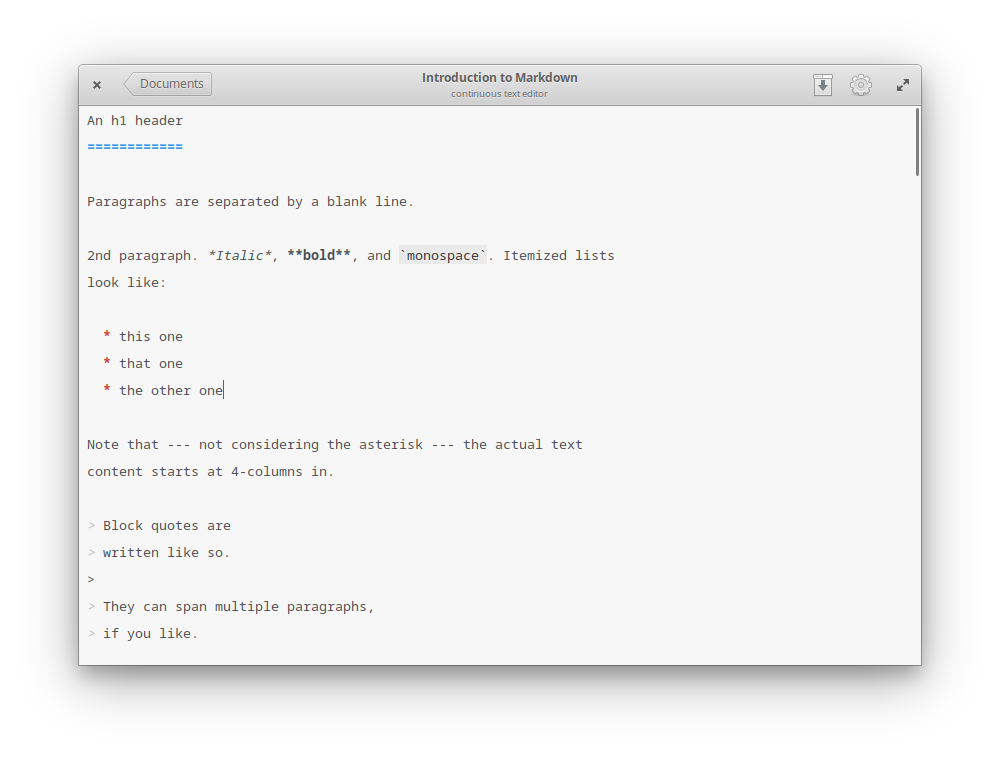 Documents
Introduction to Markdown
continuous text editor
An h1 header
============
Paragraphs are separated by a blank line.
2nd paragraph. *Italic*, **bold**, and `monospace`. Itemized lists
look like:
* this one
* that one
* the other one
Note that --- not considering the asterisk --- the actual text
content starts at 4-columns in.
> Block quotes are
> written like so.
>
> They can span multiple paragraphs,
> if you like.